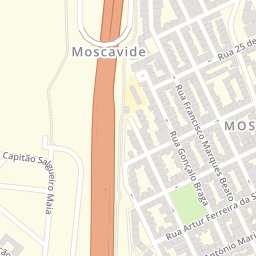 Moscavide
Rua 25 de
Rua Francisco Marques Beato
MOS
Rua Gonçalo Braga
Capitão Salgueiro Maia
Rua Artur Ferreira da S
António Mari